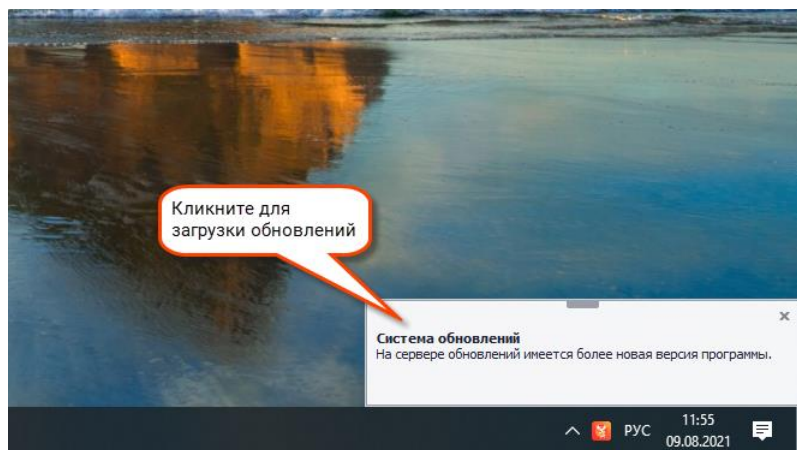 Кликните для
загрузки обновлений
Система обновлений
На сервере обновлений имеется более новая версия программы.
РУС
11:55
09.08.2021